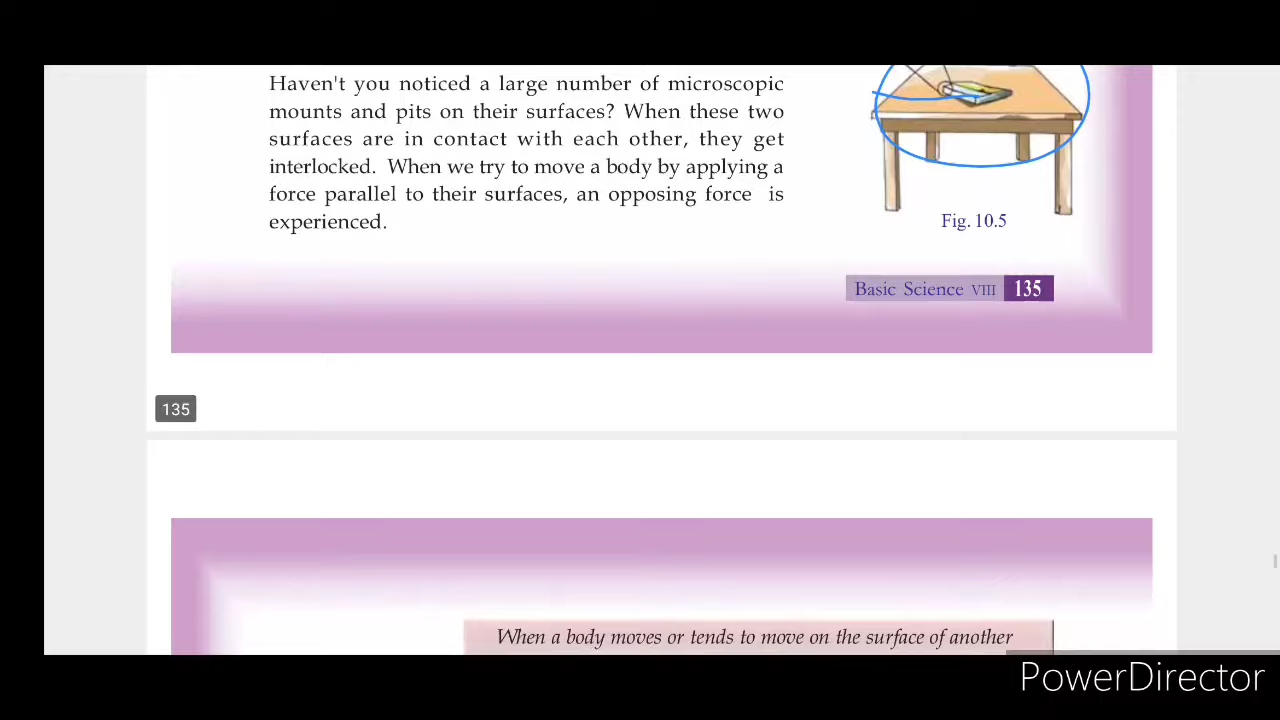 Haven't you noticed a large number of microscopic
mounts and pits on their surfaces? When these two
surfaces are in contact with each other, they get
interlocked. When we try to move a body by applying a
force parallel to their surfaces, an opposing force is
experienced.
Fig. 10.5
Basic Science VIII 135
135
When a body moves or tends to move on the surface of another
PowerDirector